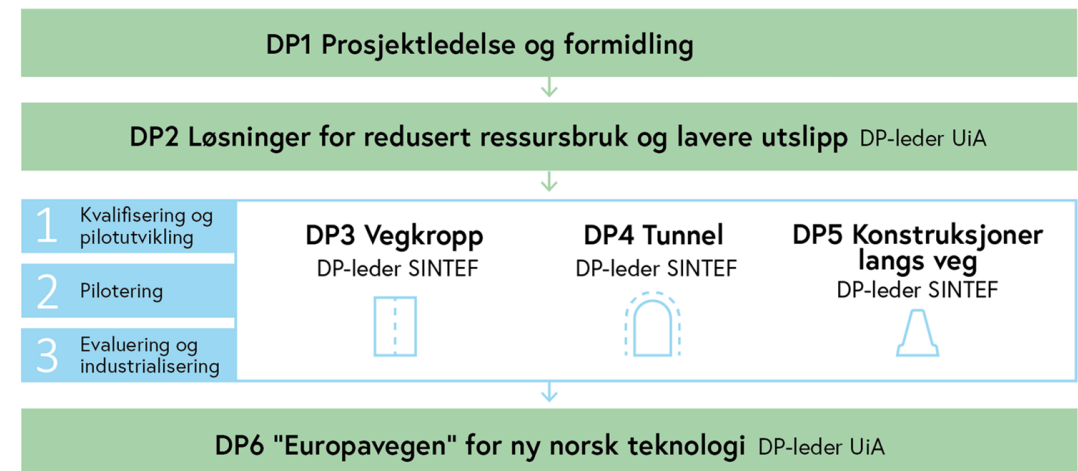 DP1 Prosjektledelse og formidling
DP2 Løsninger for redusert ressursbruk og lavere utslipp DP-leder UiA
1 Kvalifisering og
pilotutvikling
2 Pilotering
3 Evaluering og
industrialisering
DP3 Vegkropp
DP-leder SINTEF
DP4 Tunnel
DP-leder SINTEF
DP5 Konstruksjoner
langs veg
DP-leder SINTEF
DP6 "Europavegen" for ny norsk teknologi DP-leder UiA